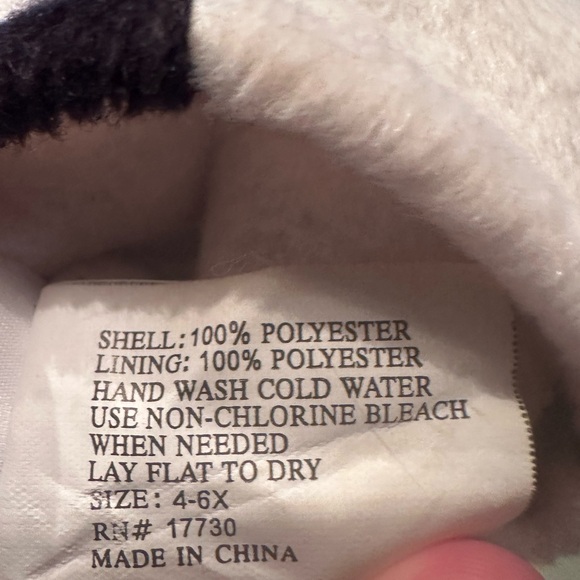 SHELL: 100% POLYESTER
LINING: 100% POLYESTER
HAND WASH COLD WATER
USE NON-CHLORINE BLEACH
WHEN NEEDED
LAY FLAT TO DRY
SIZE: 4-6X
RN# 17730
MADE IN CHINA